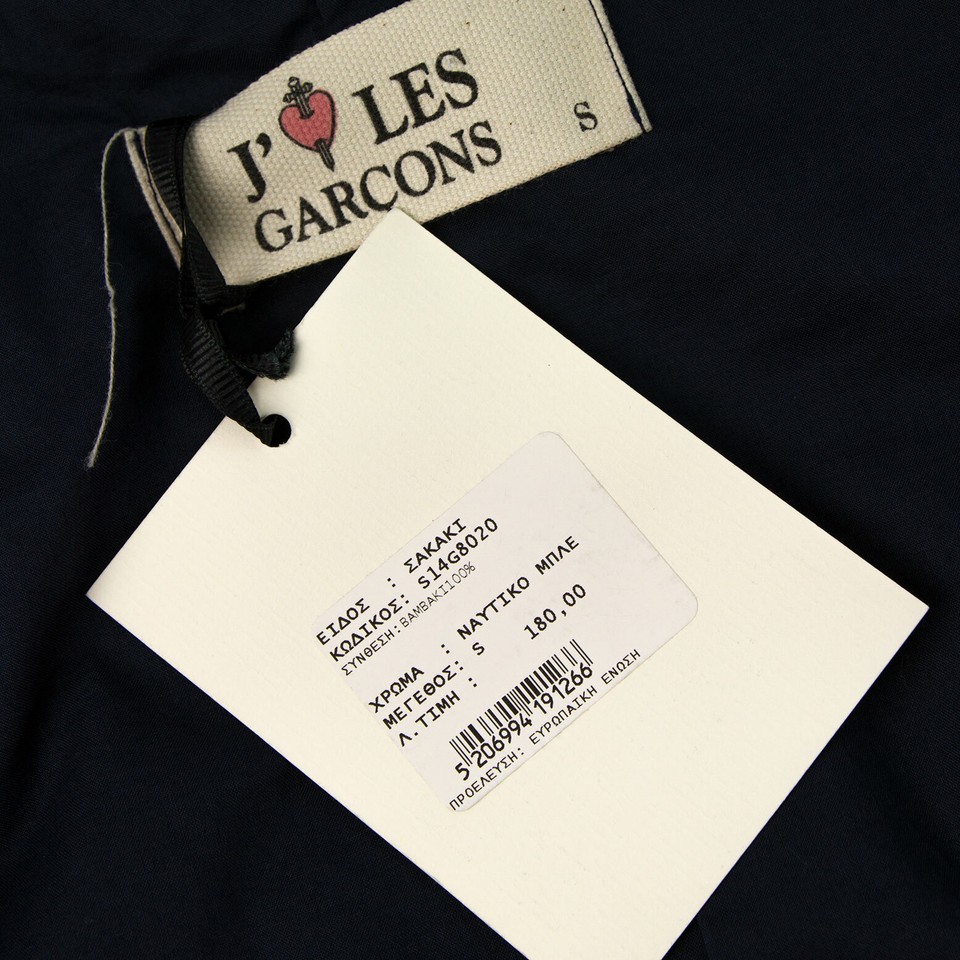 J' LES
GARCONS
S
ΕΙΔΟΣ : ΣΑΚΑΚΙ
ΚΩΔΙΚΟΣ: S14G8020
ΣΥΝΘΕΣΗ:ΒΑΜΒΑΚΙ100%
ΧΡΩΜΑ : ΝΑΥΤΙΚΟ ΜΠΛΕ
ΜΕΓΕΘΟΣ: S
Λ.ΤΙΜΗ : 180,00
5 206994 191266
ΠΡΟΕΛΕΥΣΗ: ΕΥΡΩΠΑΙΚΗ ΕΝΩΣΗ